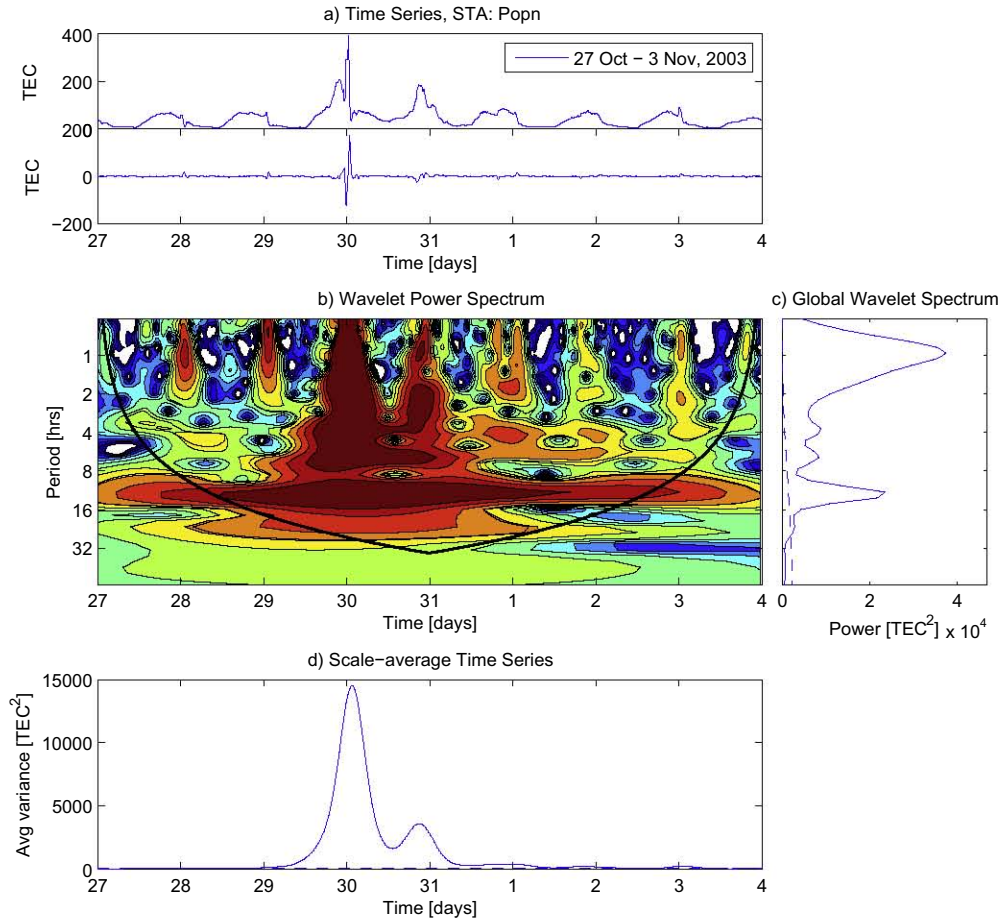 a) Time Series, STA: Popn
400
200
0
TEC
27 Oct − 3 Nov, 2003
200
0
−200
TEC
27 28 29 30 31 1 2 3 4
Time [days]
b) Wavelet Power Spectrum
1
2
4
8
16
32
Period [hrs]
27 28 29 30 31 1 2 3 4
Time [days]
c) Global Wavelet Spectrum
0 2 4
Power [TEC²] x 10⁴
d) Scale−average Time Series
15000
10000
5000
0
Avg variance [TEC²]
27 28 29 30 31 1 2 3 4
Time [days]